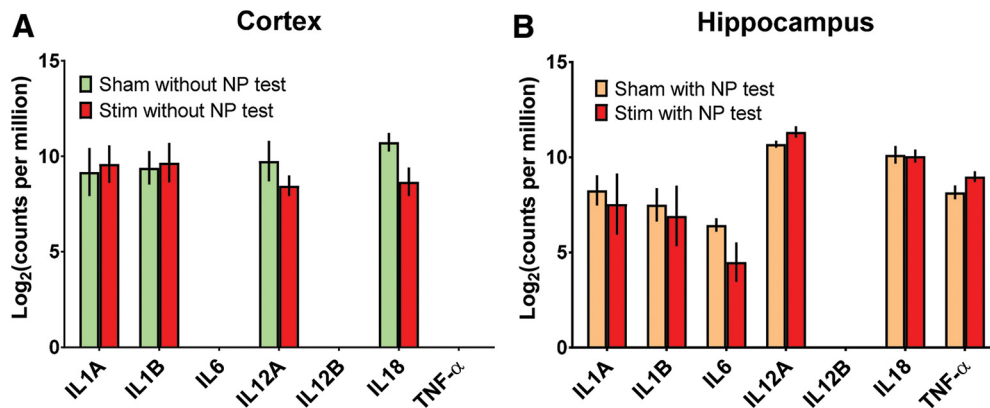 A
Cortex
Log₂(counts per million)
15
10
5
0
Sham without NP test
Stim without NP test
IL1A
IL1B
IL6
IL12A
IL12B
IL18
TNF-α
B
Hippocampus
Log₂(counts per million)
15
10
5
0
Sham with NP test
Stim with NP test
IL1A
IL1B
IL6
IL12A
IL12B
IL18
TNF-α